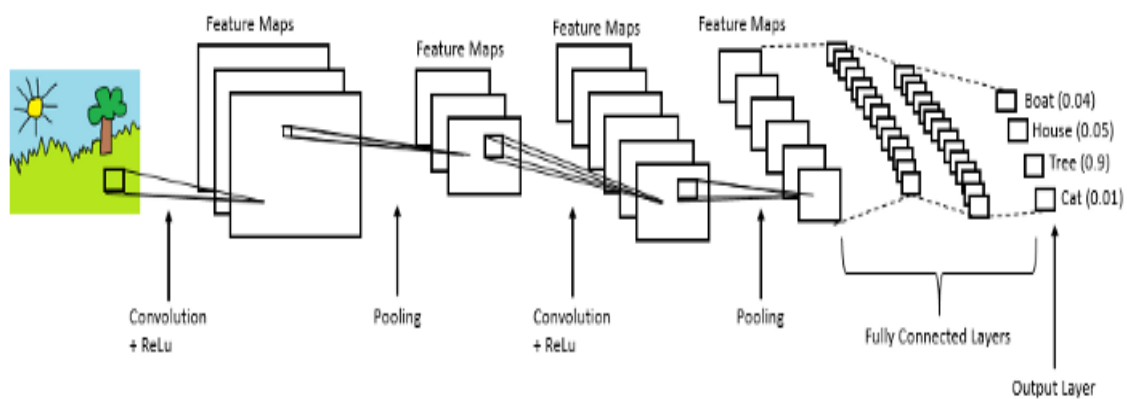 Feature Maps
Feature Maps
Feature Maps
Feature Maps
Boat (0.04)
House (0.05)
Tree (0.9)
Cat (0.01)
Convolution
+ ReLu
Pooling
Convolution
+ ReLu
Pooling
Fully Connected Layers
Output Layer